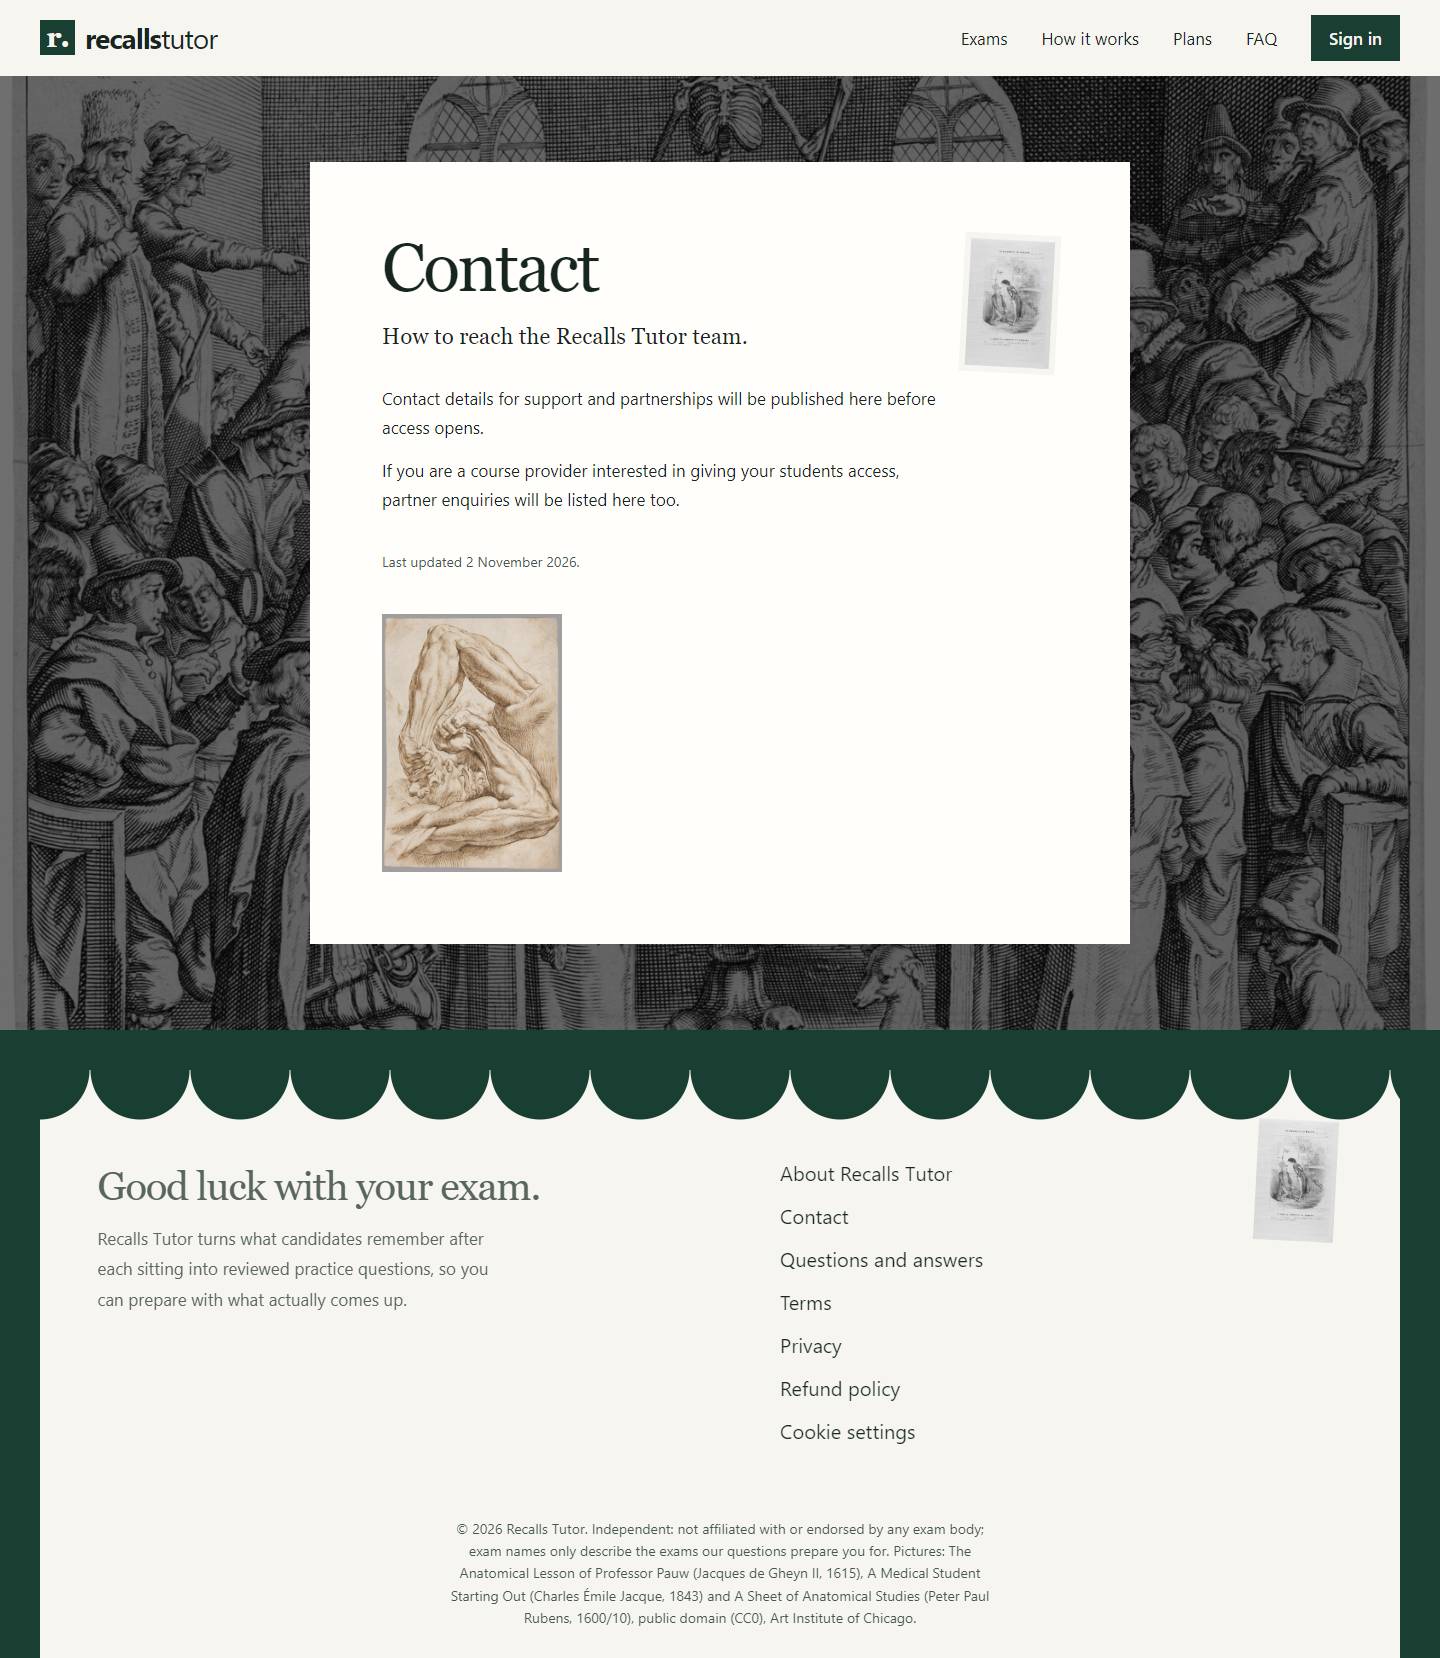 r. recallstutor
Exams
How it works
Plans
FAQ
Sign in
Contact
How to reach the Recalls Tutor team.
Contact details for support and partnerships will be published here before
access opens.
If you are a course provider interested in giving your students access,
partner enquiries will be listed here too.
Last updated 2 November 2026.
Good luck with your exam.
Recalls Tutor turns what candidates remember after
each sitting into reviewed practice questions, so you
can prepare with what actually comes up.
About Recalls Tutor
Contact
Questions and answers
Terms
Privacy
Refund policy
Cookie settings
© 2026 Recalls Tutor. Independent: not affiliated with or endorsed by any exam body;
exam names only describe the exams our questions prepare you for. Pictures: The
Anatomical Lesson of Professor Pauw (Jacques de Gheyn II, 1615), A Medical Student
Starting Out (Charles Émile Jacque, 1843) and A Sheet of Anatomical Studies (Peter Paul
Rubens, 1600/10), public domain (CC0), Art Institute of Chicago.